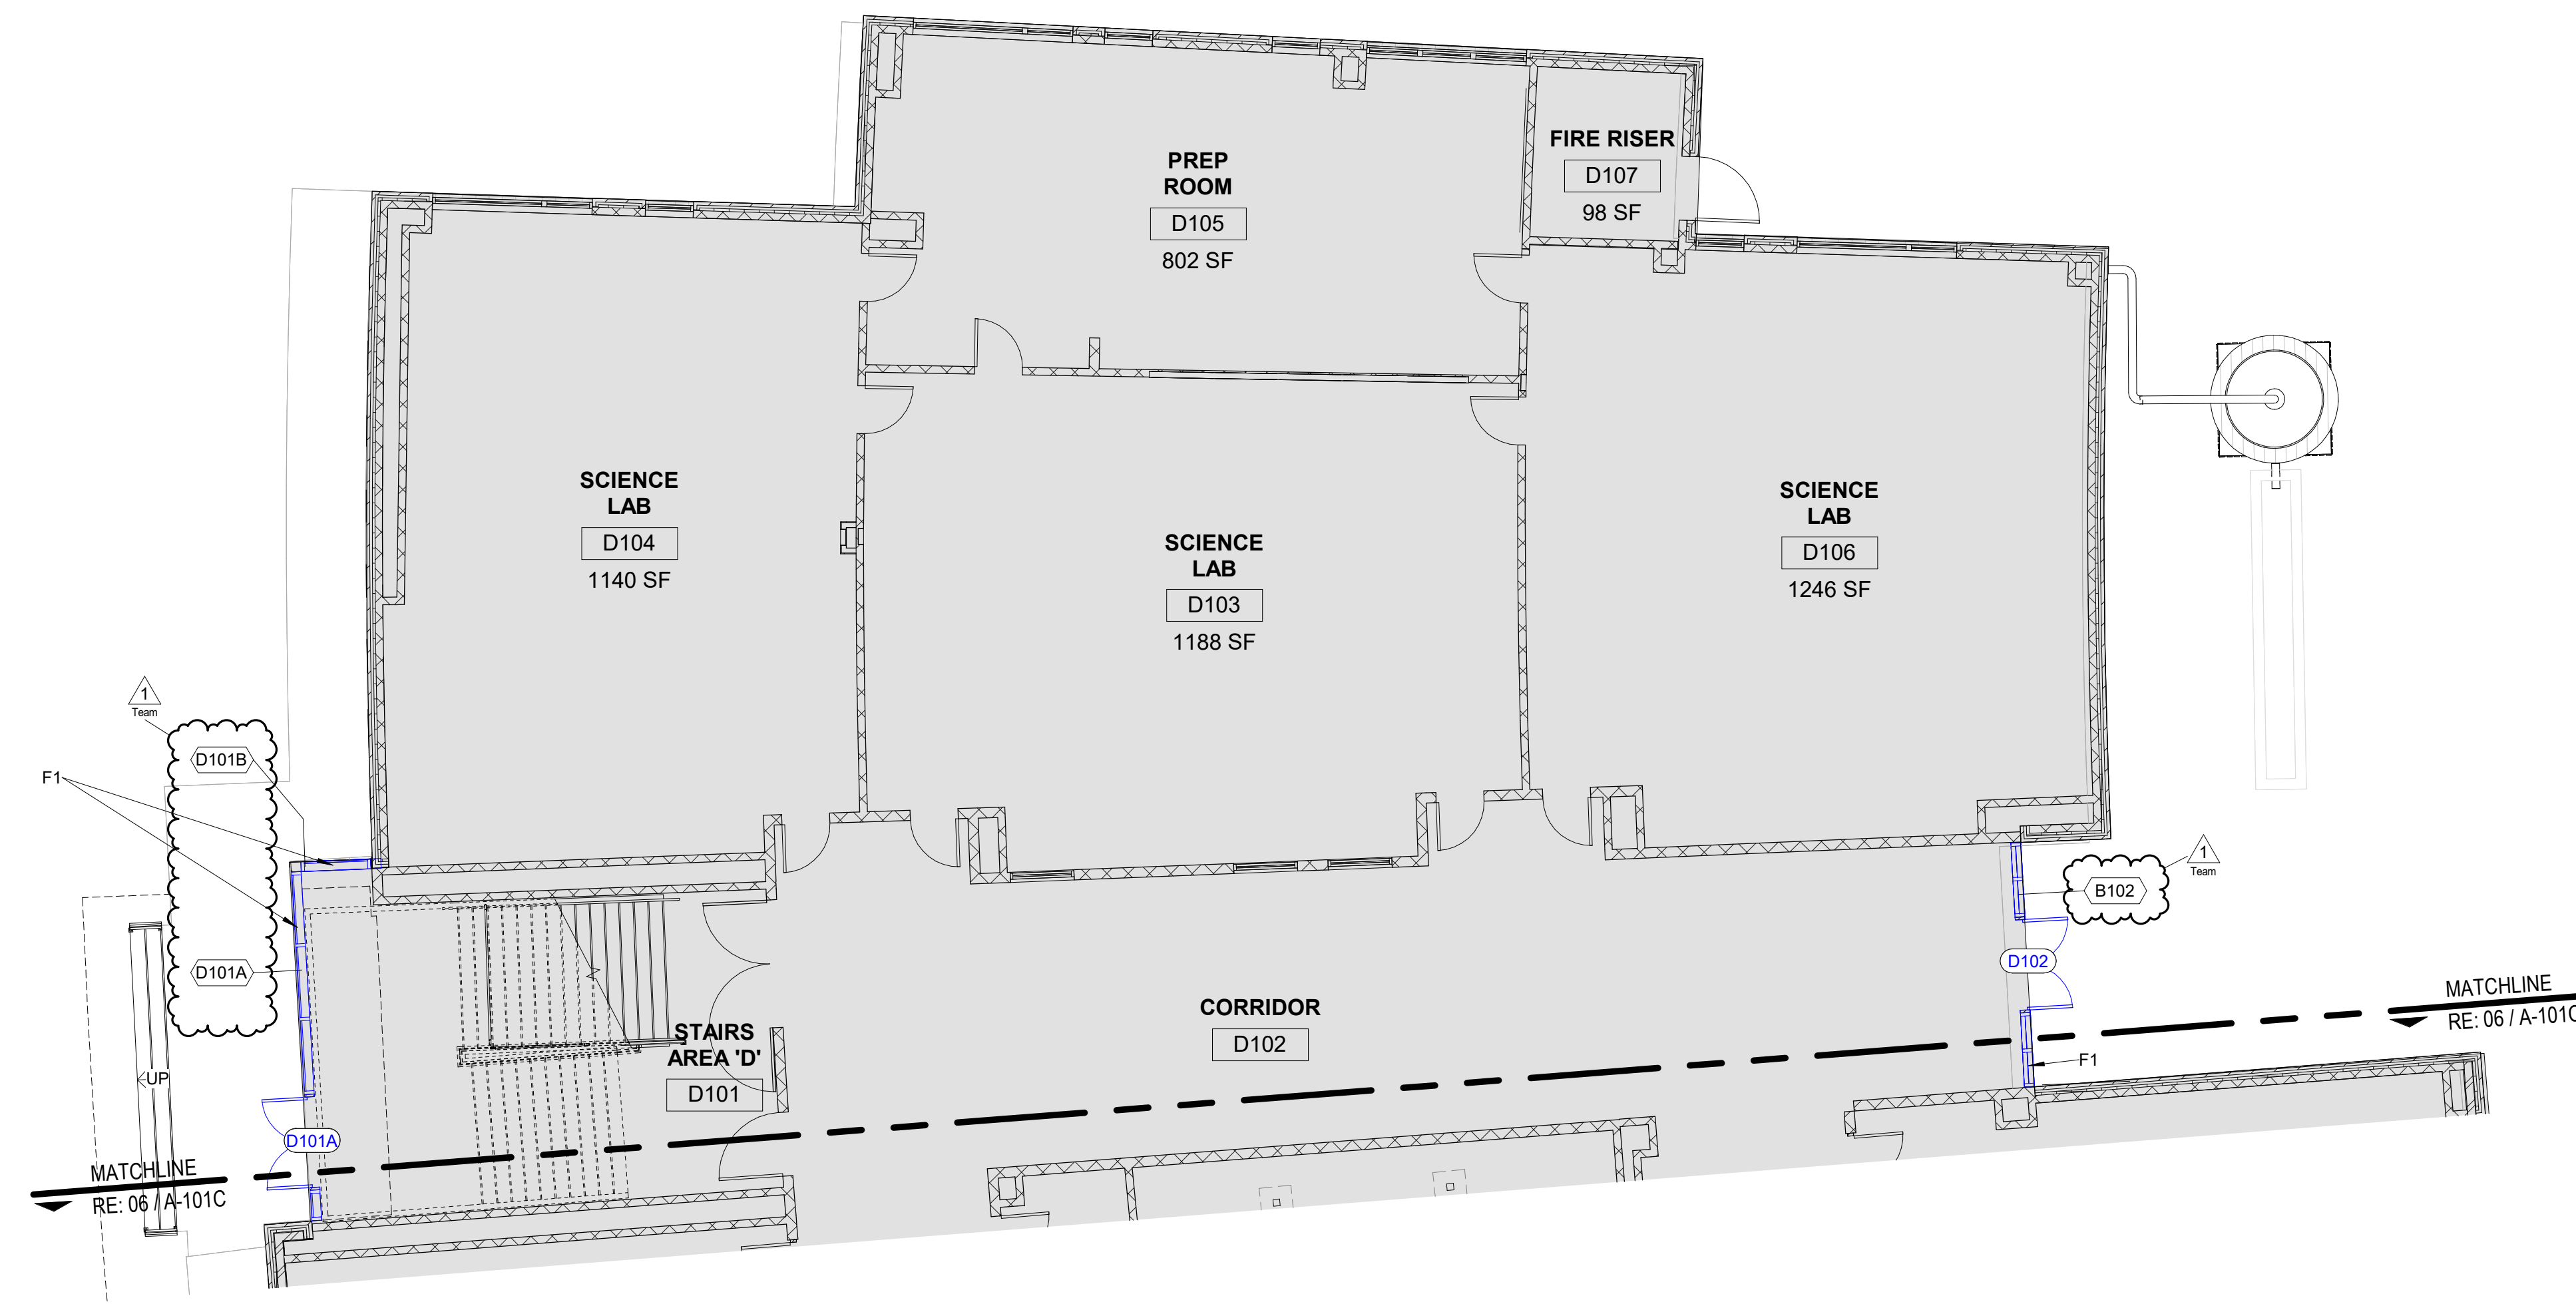 FIRE RISER
D107
98 SF
PREP
ROOM
D105
802 SF
SCIENCE
LAB
D104
1140 SF
SCIENCE
LAB
D103
1188 SF
SCIENCE
LAB
D106
1246 SF
1
Team
D101B
F1
D101A
1
Team
B102
D102
MATCHLINE
RE: 06 / A-101C
F1
CORRIDOR
D102
STAIRS
AREA 'D'
D101
UP
D101A
MATCHLINE
RE: 06 / A-101C